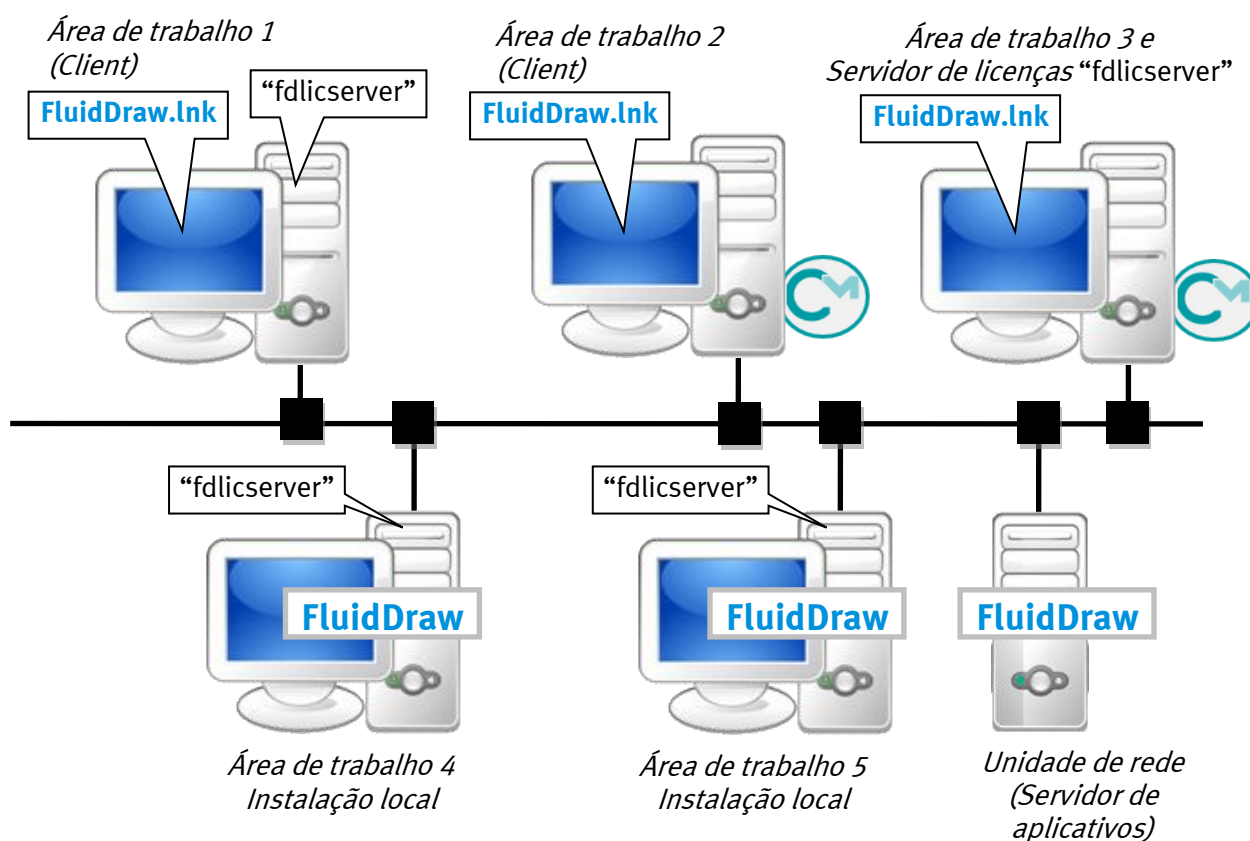 Área de trabalho 1
(Client)
FluidDraw.lnk
“fdlicserver”
Área de trabalho 2
(Client)
FluidDraw.lnk
Área de trabalho 3 e
Servidor de licenças “fdlicserver”
FluidDraw.lnk
CM
CM
“fdlicserver”
FluidDraw
Área de trabalho 4
Instalação local
“fdlicserver”
FluidDraw
Área de trabalho 5
Instalação local
FluidDraw
Unidade de rede
(Servidor de
aplicativos)